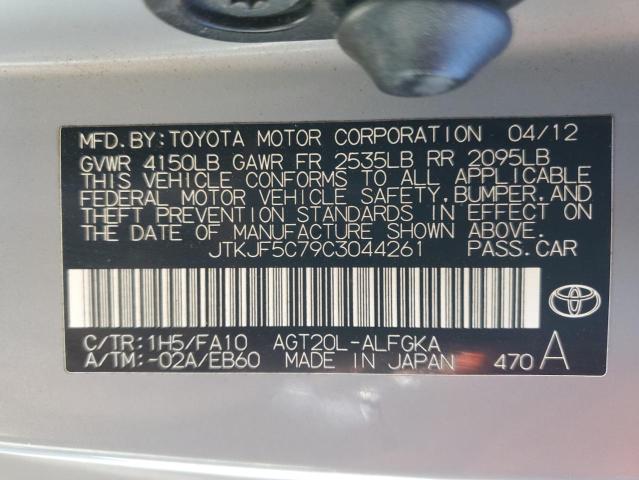 MFD.BY:TOYOTA MOTOR CORPORATION 04/12
GVWR 4150LB GAWR FR 2535LB RR 2095LB
THIS VEHICLE CONFORMS TO ALL APPLICABLE
FEDERAL MOTOR VEHICLE SAFETY,BUMPER,AND
THEFT PREVENTION STANDARDS IN EFFECT ON
THE DATE OF MANUFACTURE SHOWN ABOVE.
JTKJF5C79C3044261 PASS.CAR
C/TR:1H5/FA10 AGT20L-ALFGKA
A/TM:-02A/EB60 MADE IN JAPAN 470 A